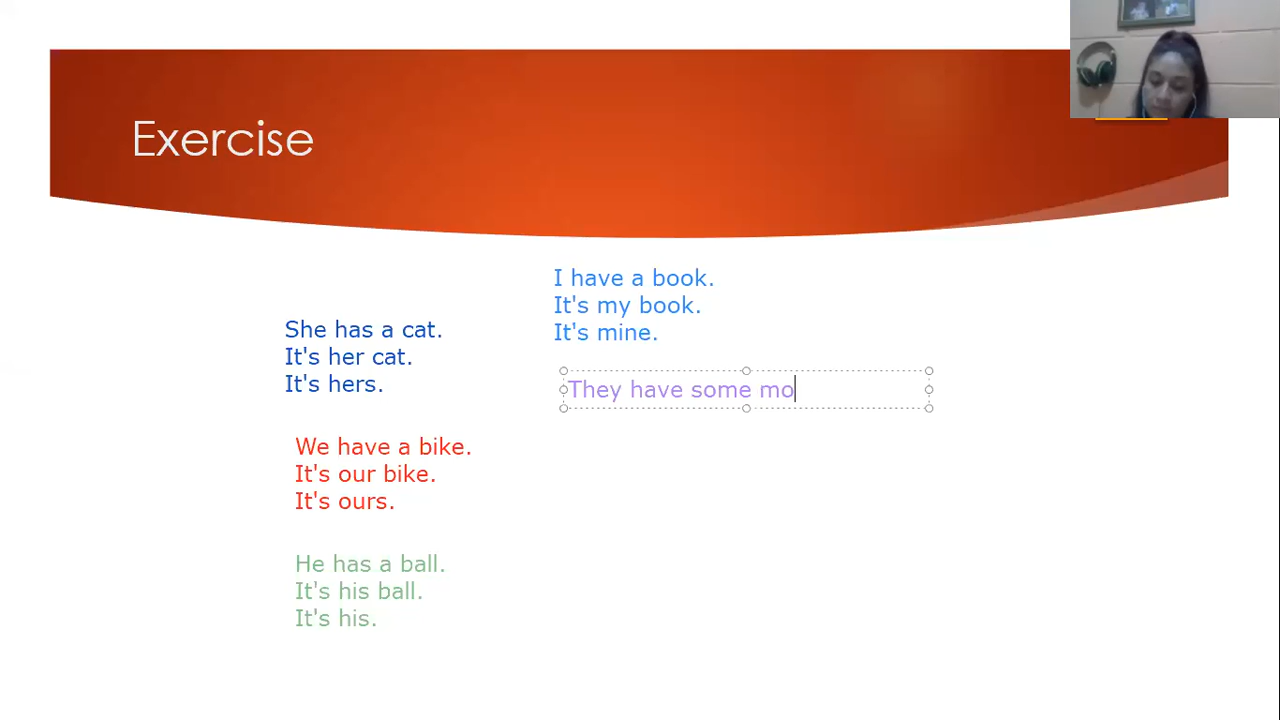 Exercise
She has a cat.
It's her cat.
It's hers.
We have a bike.
It's our bike.
It's ours.
He has a ball.
It's his ball.
It's his.
I have a book.
It's my book.
It's mine.
They have some mo